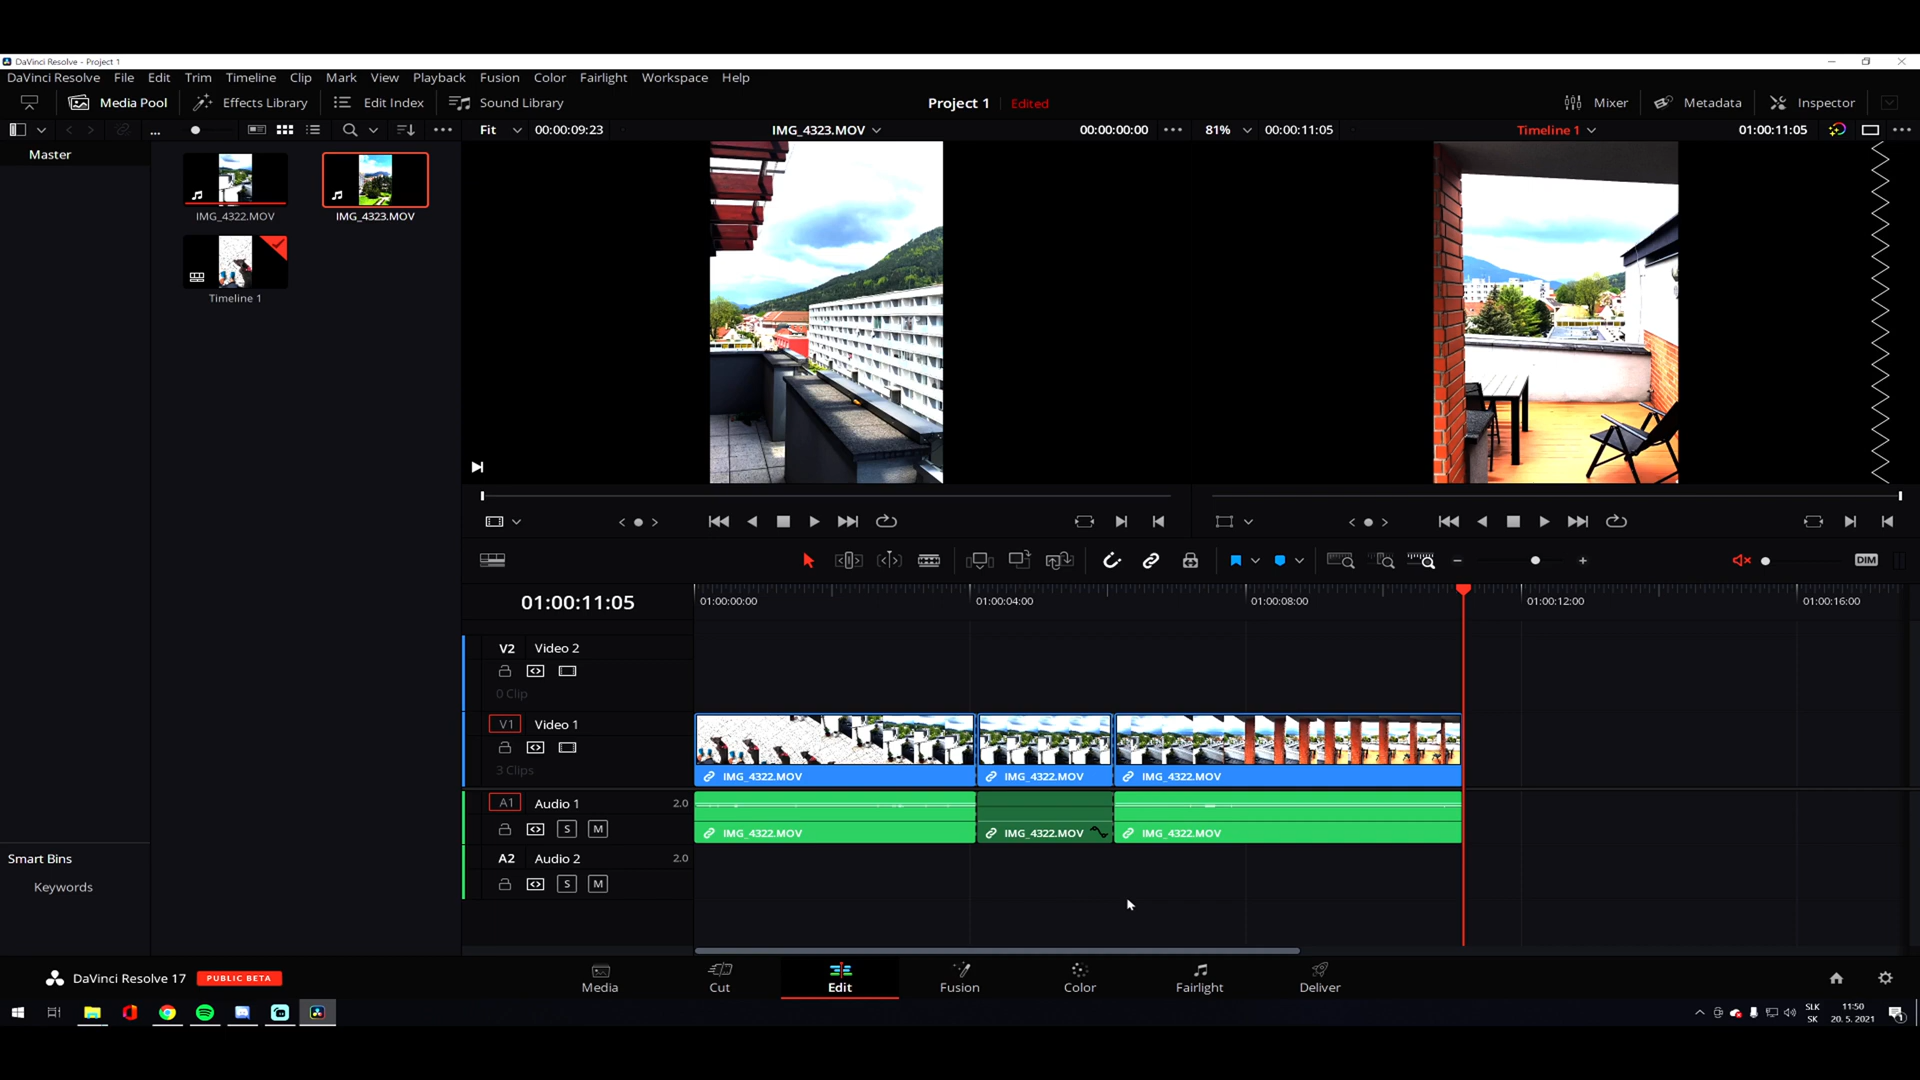 DaVinci Resolve - Project 1
DaVinci Resolve File Edit Trim Timeline Clip Mark View Playback Fusion Color Fairlight Workspace Help
Media Pool Effects Library Edit Index Sound Library Project 1 Edited Mixer Metadata Inspector
Fit 00:00:09:23 IMG_4323.MOV 00:00:00:00 81% 00:00:11:05 Timeline 1 01:00:11:05
Master
IMG_4322.MOV IMG_4323.MOV
Timeline 1
DIM
01:00:11:05 01:00:00:00 01:00:04:00 01:00:08:00 01:00:12:00 01:00:16:00
V2 Video 2
0 Clip
V1 Video 1
3 Clips
IMG_4322.MOV IMG_4322.MOV IMG_4322.MOV
A1 Audio 1 2.0
S M IMG_4322.MOV IMG_4322.MOV IMG_4322.MOV
A2 Audio 2 2.0
S M
Smart Bins
Keywords
DaVinci Resolve 17 PUBLIC BETA
Media Cut Edit Fusion Color Fairlight Deliver
SLK 11:50
SK 20. 5. 2021
1